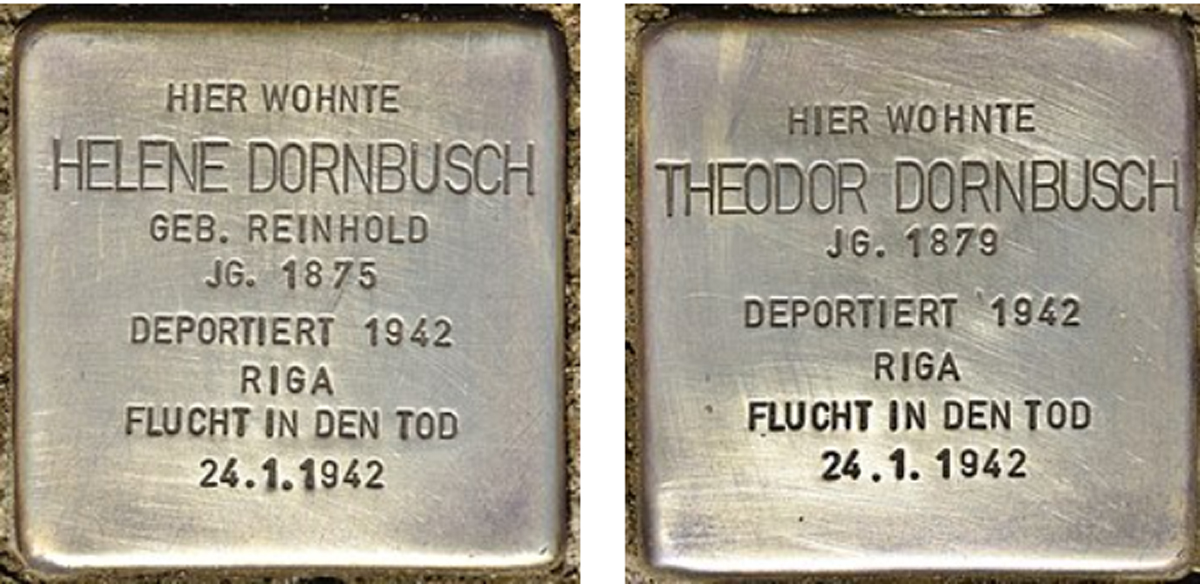 HIER WOHNTE
HELENE DORNBUSCH
GEB. REINHOLD
JG. 1875
DEPORTIERT 1942
RIGA
FLUCHT IN DEN TOD
24.1.1942
HIER WOHNTE
THEODOR DORNBUSCH
JG. 1879
DEPORTIERT 1942
RIGA
FLUCHT IN DEN TOD
24.1.1942